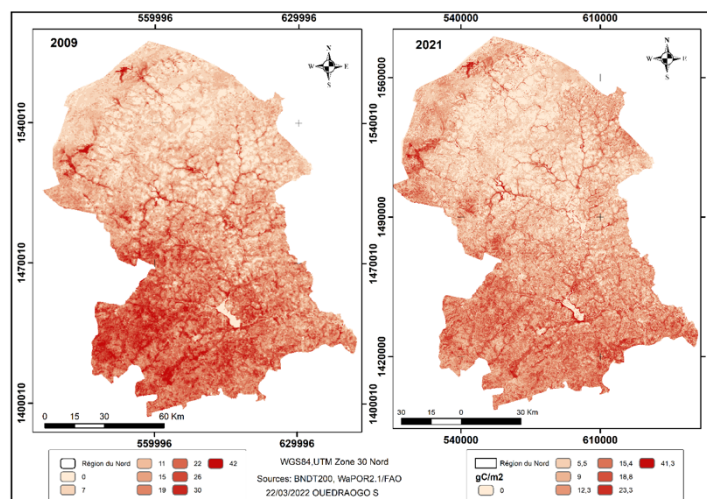 559996 629999
540000 610000
2009
N
W E
S
2021
N
W E
S
1560000
1540010
1540010
1490000
1470010
1470010
1420000
1400010
1400010
0 15 30 60 Km
30 15 0 30 Km
559996 629999
540000 610000
Région du Nord
0
7
11
15
19
22
26
30
42
WGS84,UTM Zone 30 Nord
Sources: BNDT200, WaPOR2.1/FAO
22/03/2022 OUEDRAOGO S
Région du Nord
gC/m2
0
5,5
9
12,3
15,4
18,8
23,3
41,3